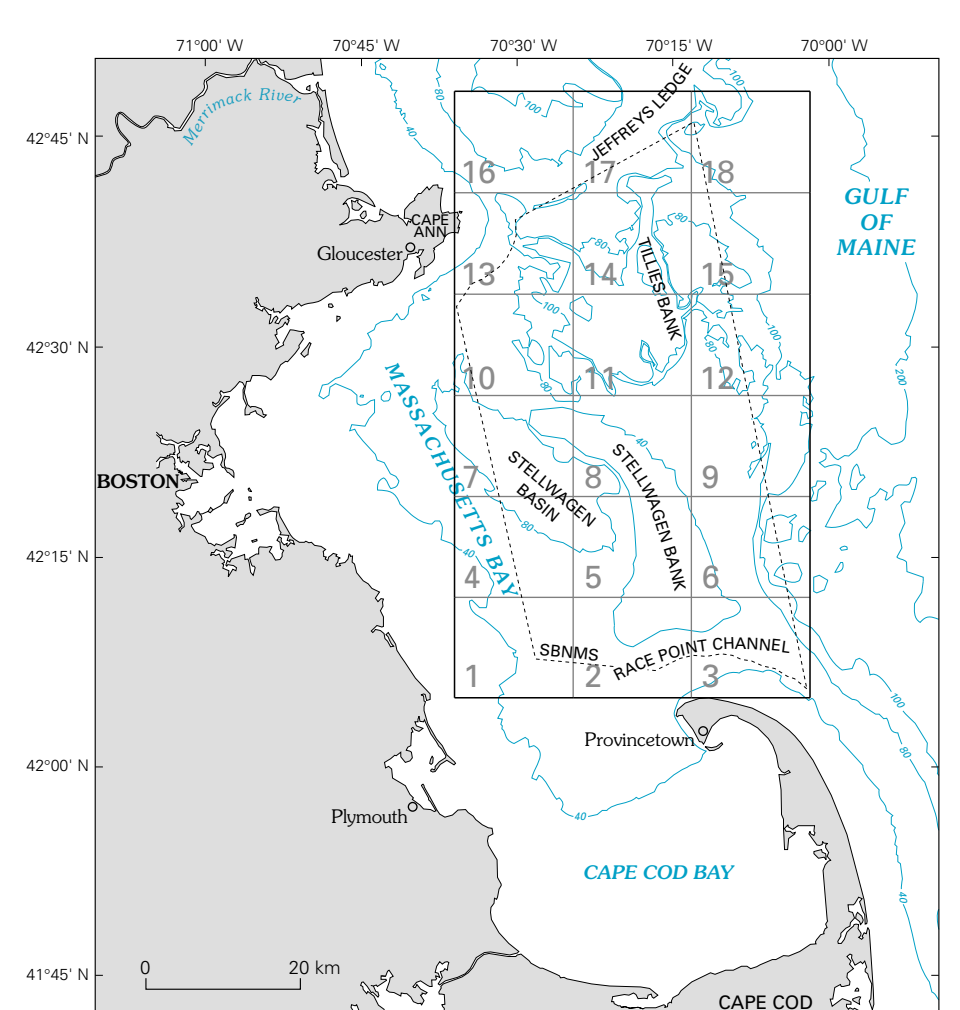 71°00' W 70°45' W 70°30' W 70°15' W 70°00' W
42°45' N
42°30' N
42°15' N
42°00' N
41°45' N
Merrimack River
JEFFREYS LEDGE
100
80
100
40
16
17
18
GULF
OF
MAINE
CAPE
ANN
Gloucester
80
80
TILLIES BANK
13
14
15
100
100
80
200
10
11
12
80
MASSACHUSETTS BAY
40
STELLWAGEN
BASIN
STELLWAGEN BANK
BOSTON
7
8
9
80
40
4
5
6
SBNMS
RACE POINT CHANNEL
1
2
3
100
80
40
Provincetown
40
Plymouth
CAPE COD BAY
0 20 km
CAPE COD